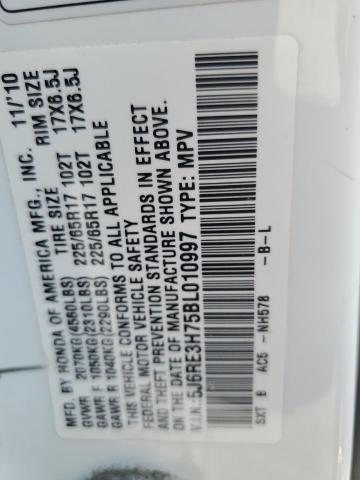 MFD. BY HONDA OF AMERICA MFG., INC. 11/'10
TIRE SIZE RIM SIZE
GVWR 2070KG(4560LBS) 225/65R17 102T 17X6.5J
GAWR F 1050KG(2310LBS) 225/65R17 102T 17X6.5J
GAWR R 1040KG(2290LBS)
THIS VEHICLE CONFORMS TO ALL APPLICABLE
FEDERAL MOTOR VEHICLE SAFETY
AND THEFT PREVENTION STANDARDS IN EFFECT
ON THE DATE OF MANUFACTURE SHOWN ABOVE.
V.I.N.: 5J6RE3H75BL010997 TYPE: MPV
SXT B AC5 -NH578 -B-L